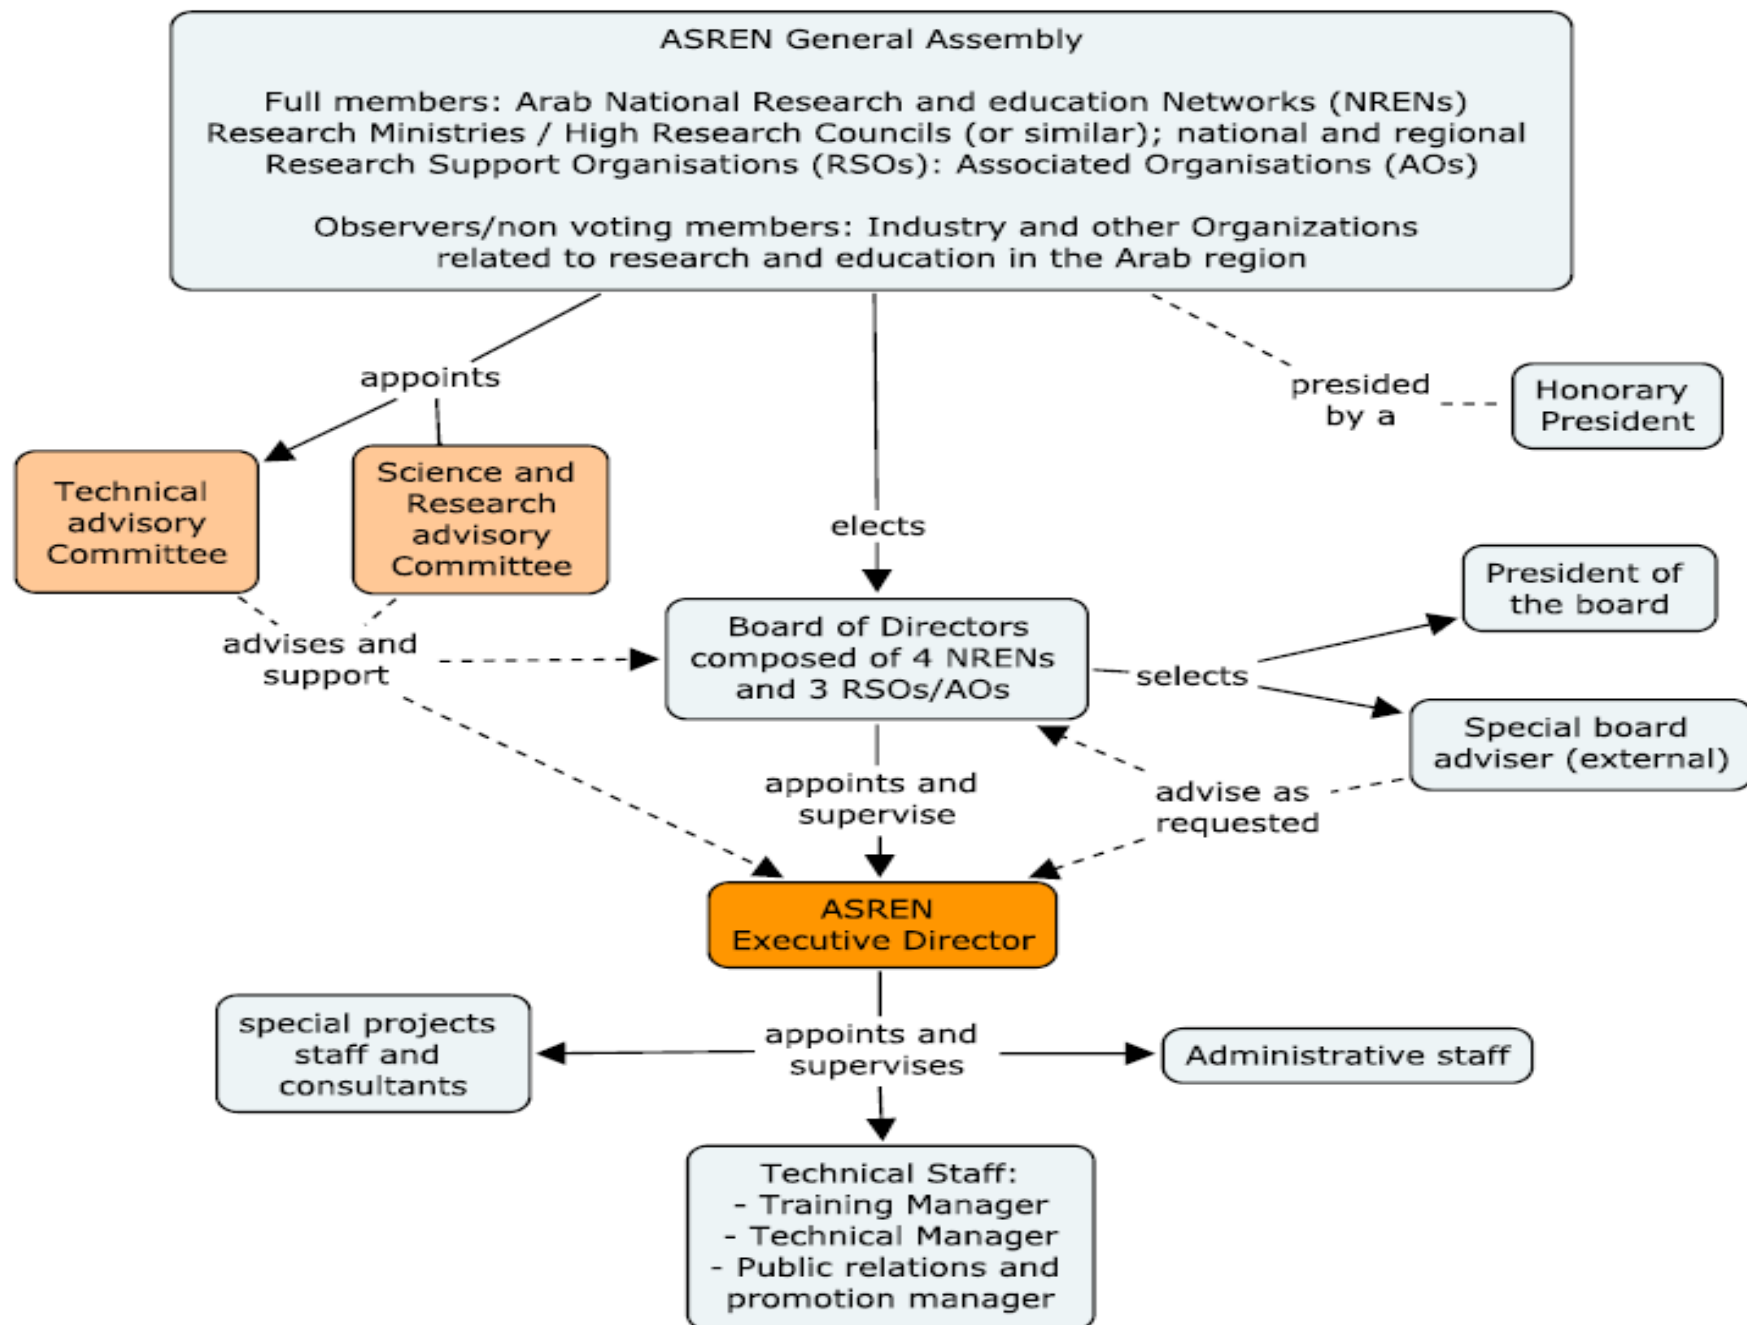 ASREN General Assembly
Full members: Arab National Research and education Networks (NRENs)
Research Ministries / High Research Councils (or similar); national and regional
Research Support Organisations (RSOs): Associated Organisations (AOs)
Observers/non voting members: Industry and other Organizations
related to research and education in the Arab region
appoints
presided
by a
Honorary
President
Technical
advisory
Committee
Science and
Research
advisory
Committee
elects
President of
the board
advises and
support
Board of Directors
composed of 4 NRENs
and 3 RSOs/AOs
selects
Special board
adviser (external)
appoints and
supervise
advise as
requested
ASREN
Executive Director
special projects
staff and
consultants
appoints and
supervises
Administrative staff
Technical Staff:
- Training Manager
- Technical Manager
- Public relations and
promotion manager